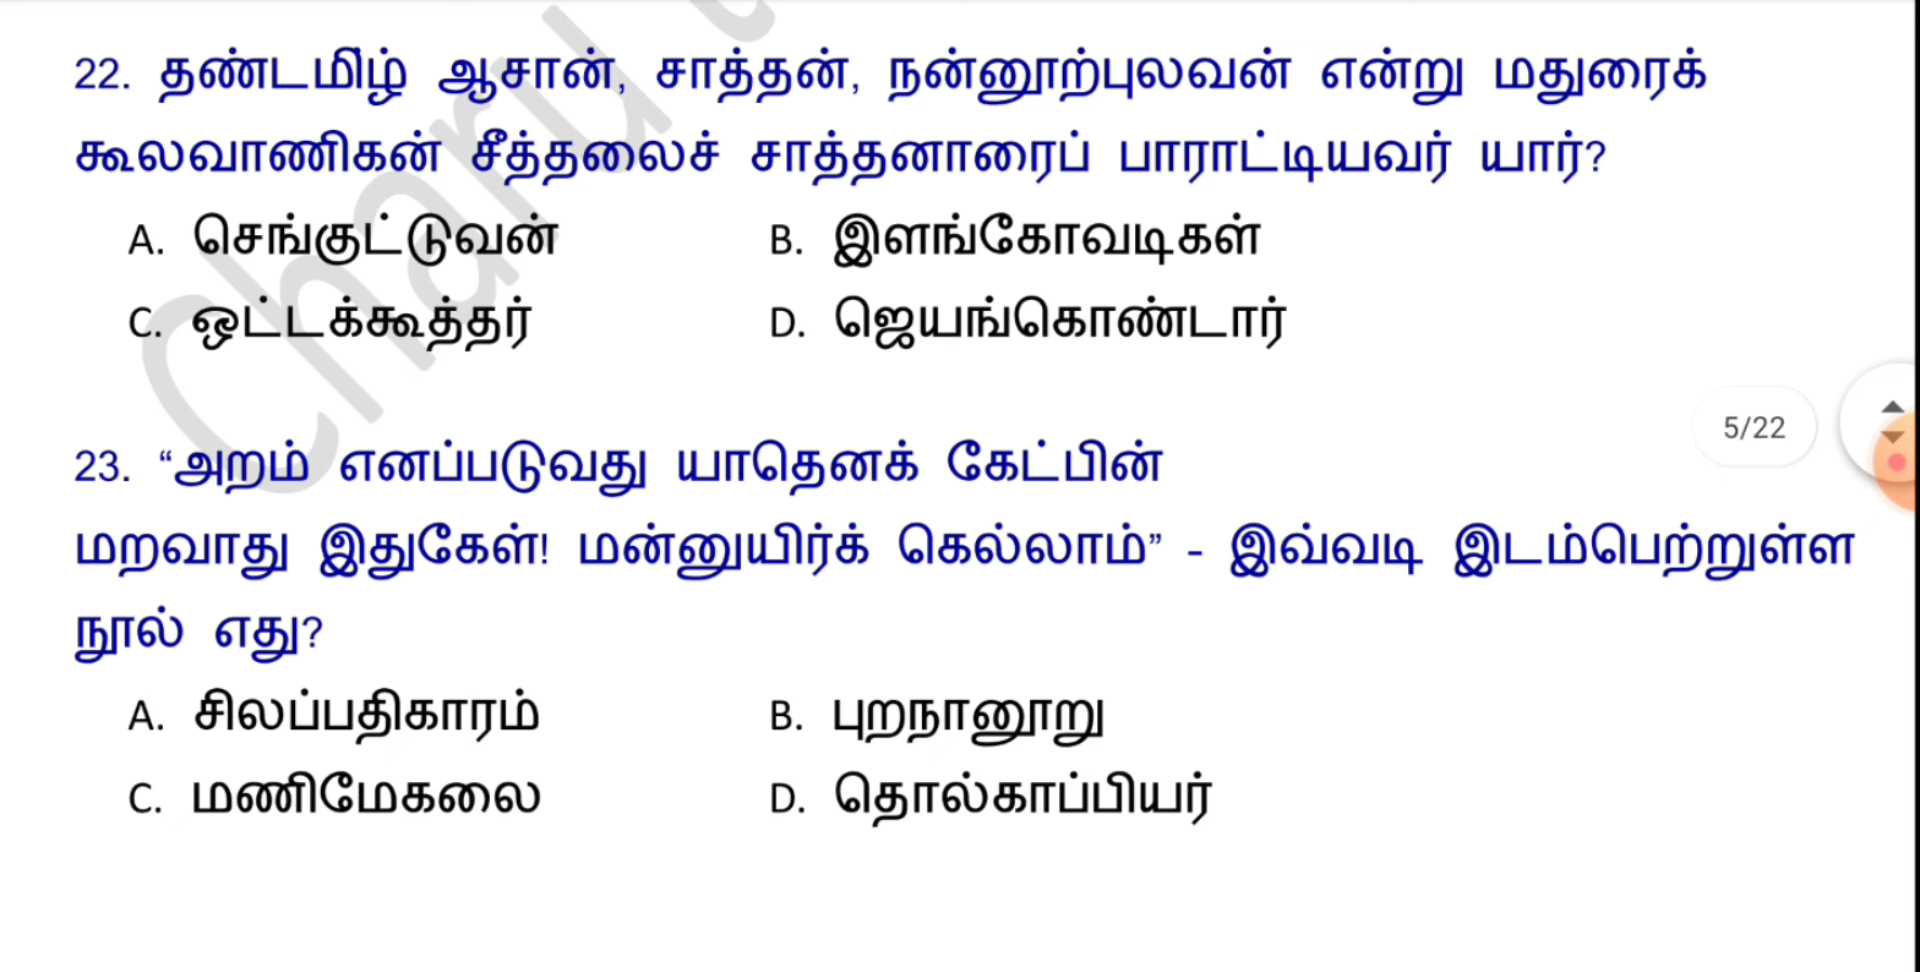 22. தண்டமிழ் ஆசான், சாத்தன், நன்னூற்புலவன் என்று மதுரைக்
கூலவாணிகன் சீத்தலைச் சாத்தனாரைப் பாராட்டியவர் யார்?
A. செங்குட்டுவன் B. இளங்கோவடிகள்
C. ஒட்டக்கூத்தர் D. ஜெயங்கொண்டார்
5/22
23. “அறம் எனப்படுவது யாதெனக் கேட்பின்
மறவாது இதுகேள்! மன்னுயிர்க் கெல்லாம்” - இவ்வடி இடம்பெற்றுள்ள
நூல் எது?
A. சிலப்பதிகாரம் B. புறநானூறு
C. மணிமேகலை D. தொல்காப்பியர்
Charu